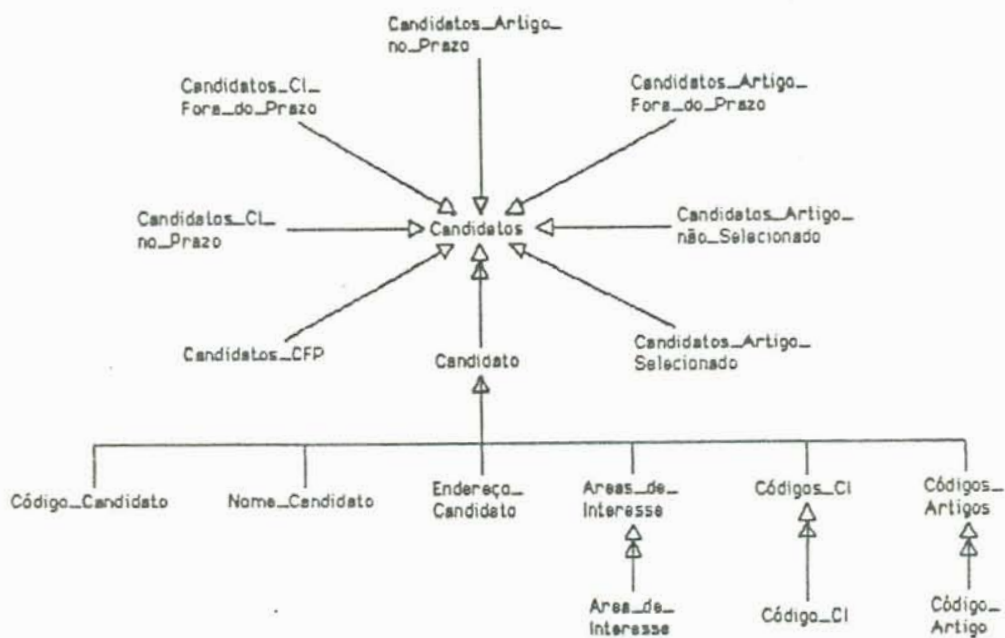 Candidatos_Artigo_
no_Prazo
Candidatos_CI_
Fora_do_Prazo
Candidatos_Artigo_
Fora_do_Prazo
Candidatos_CI_
no_Prazo
Candidatos
Candidatos_Artigo_
não_Selecionado
Candidatos_CFP
Candidato
Candidatos_Artigo_
Selecionado
Código_Candidato
Nome_Candidato
Endereço_
Candidato
Areas_de_
Interesse
Códigos_CI
Códigos_
Artigos
Area_de_
Interesse
Código_CI
Código_
Artigo